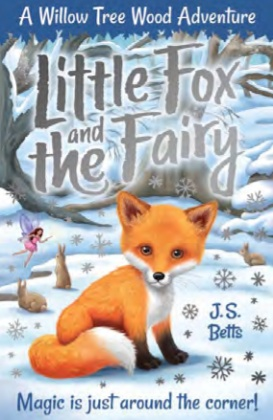 A Willow Tree Wood Adventure
Little Fox
and the Fairy
J.S.
Betts
Magic is just around the corner!